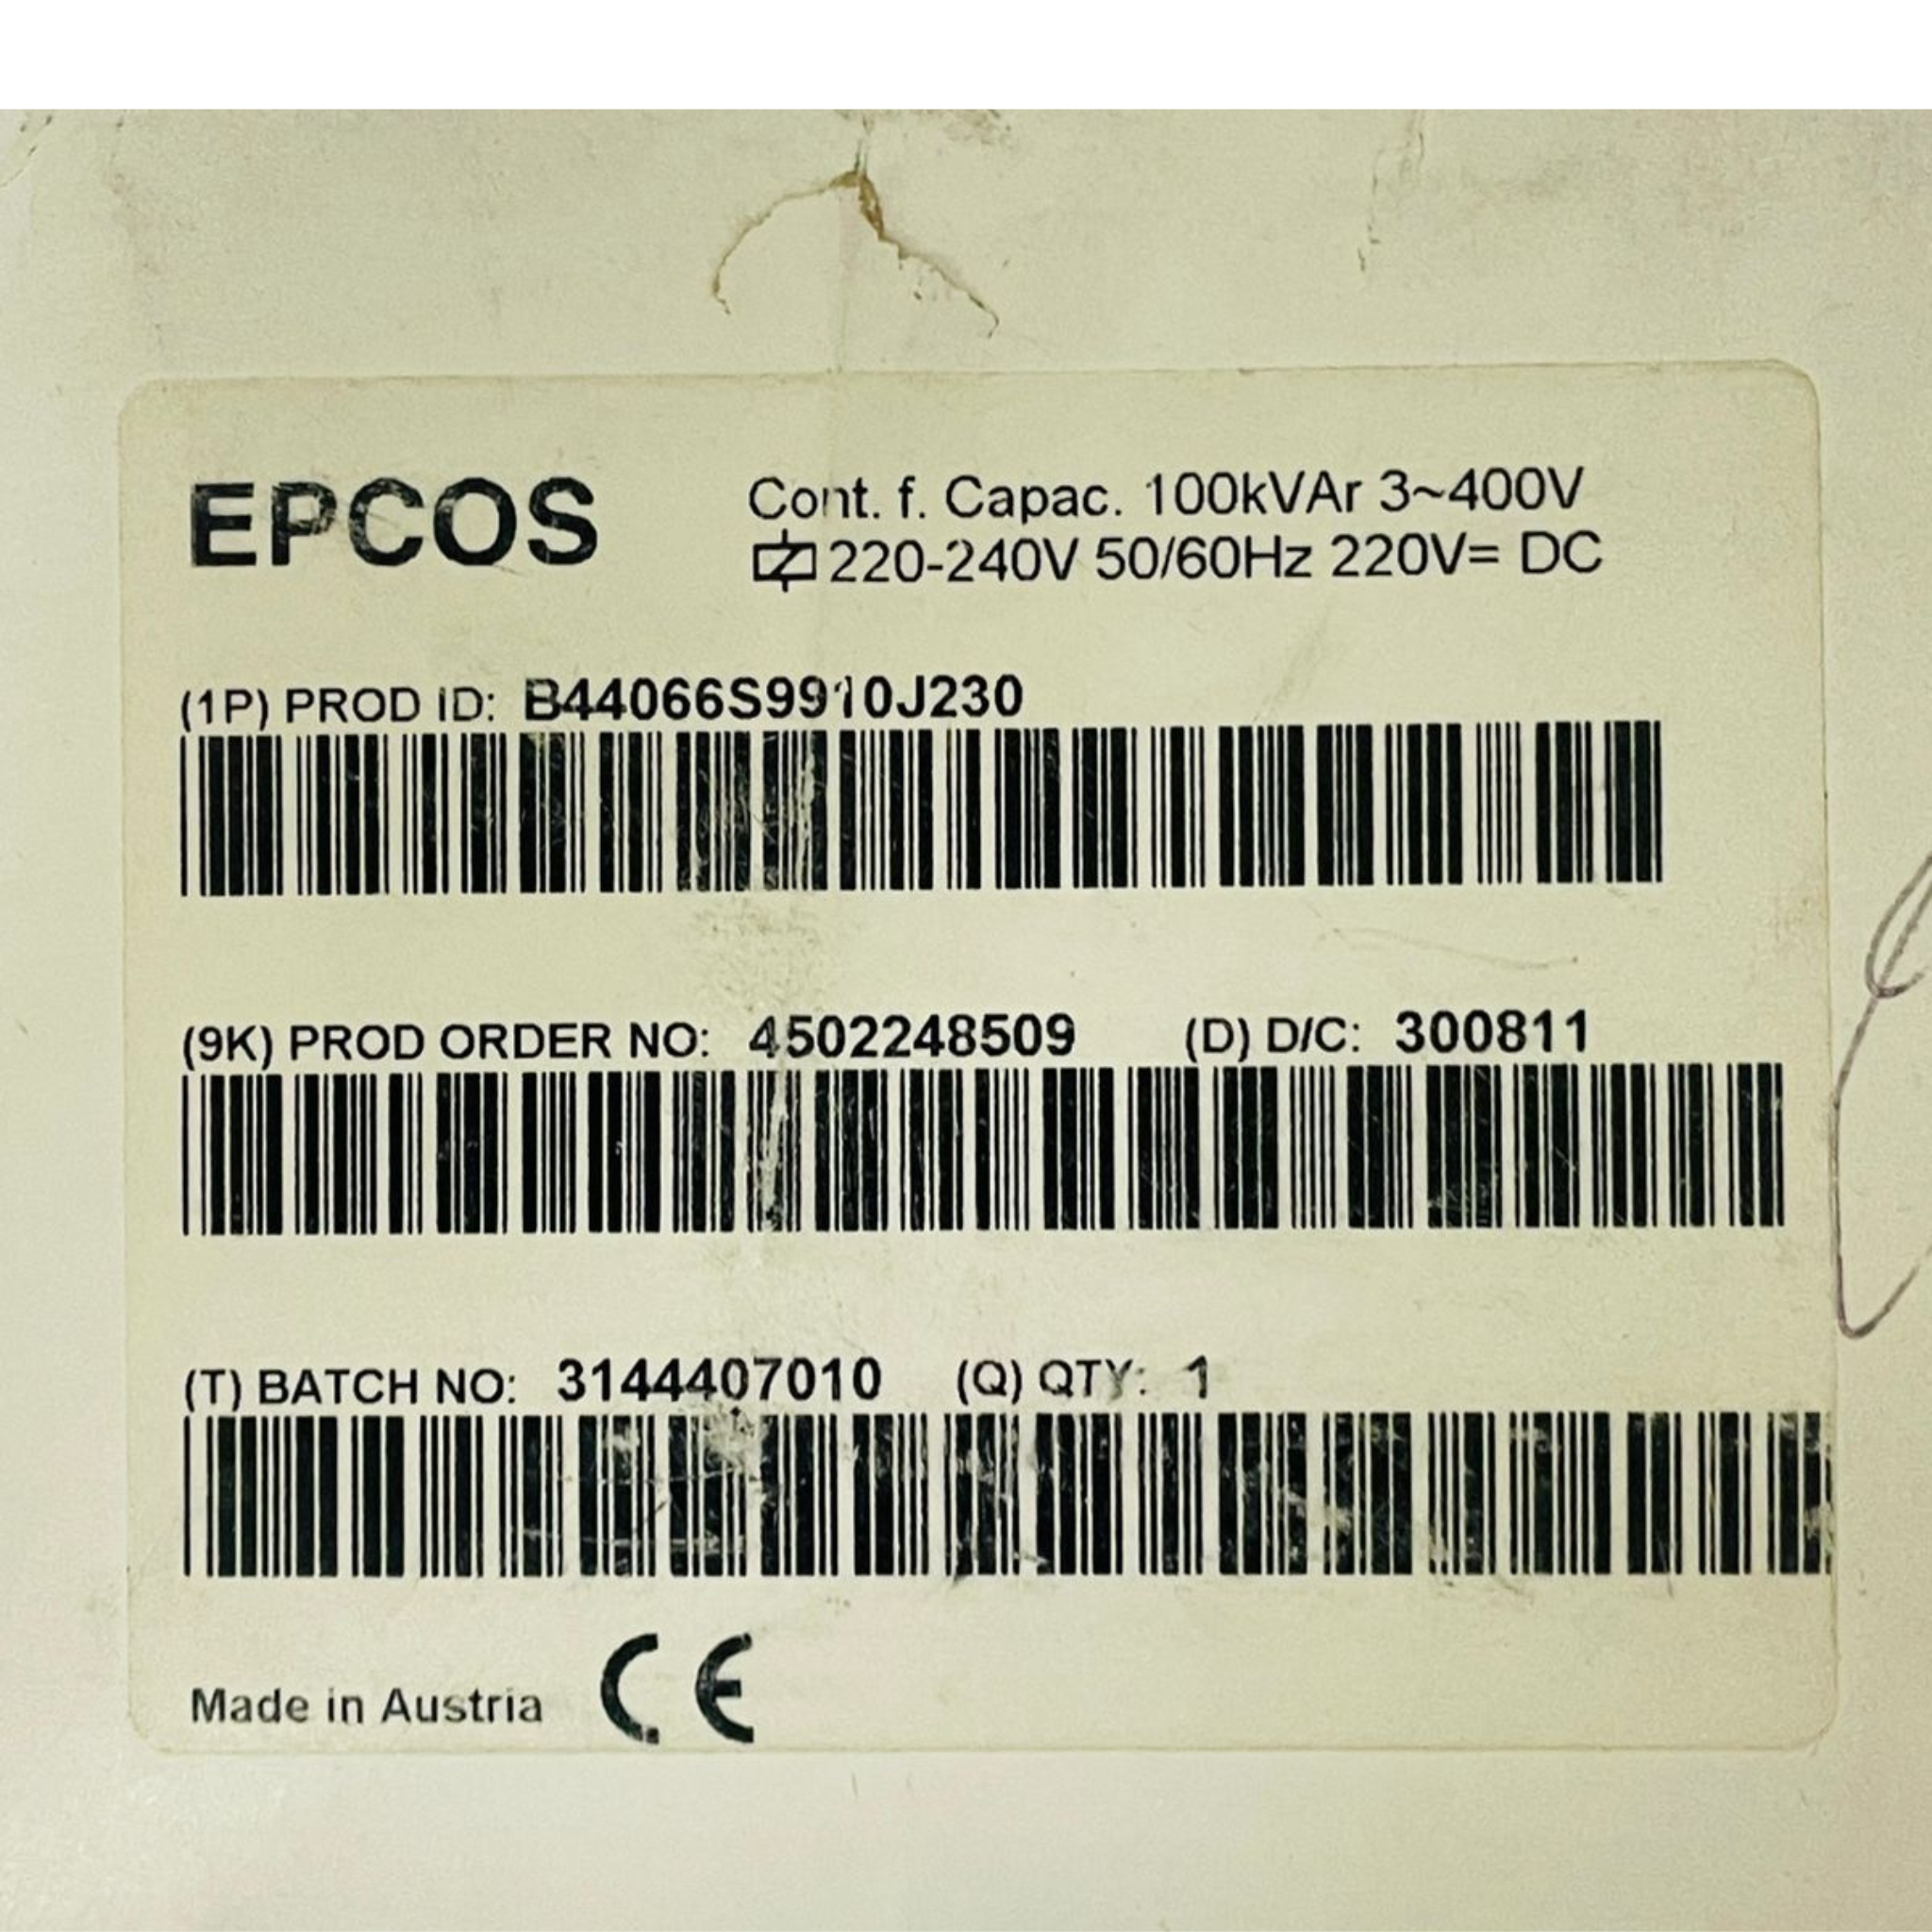 EPCOS
Cont. f. Capac. 100kVAr 3~400V
220-240V 50/60Hz 220V= DC
(1P) PROD ID: B44066S9910J230
(9K) PROD ORDER NO: 4502248509 (D) D/C: 300811
(T) BATCH NO: 3144407010 (Q) QTY: 1
Made in Austria CE